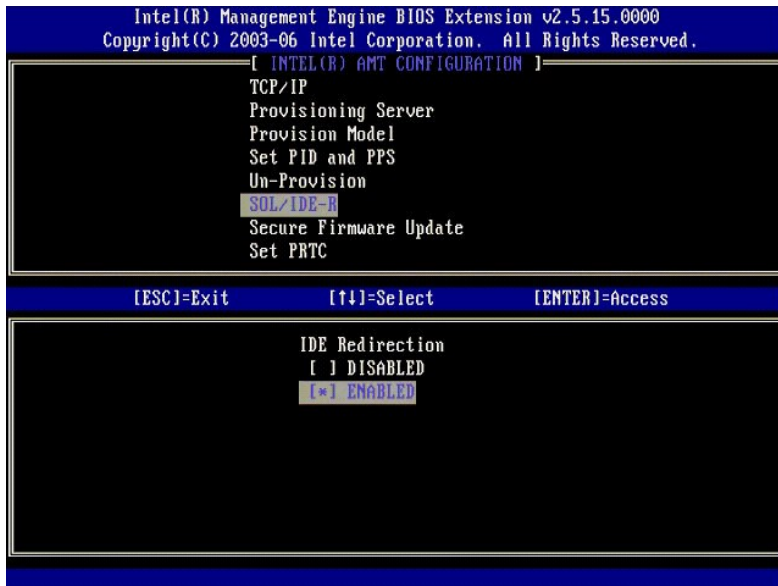 Intel(R) Management Engine BIOS Extension v2.5.15.0000
Copyright(C) 2003-06 Intel Corporation. All Rights Reserved.
[ INTEL(R) AMT CONFIGURATION ]
TCP/IP
Provisioning Server
Provision Model
Set PID and PPS
Un-Provision
SOL/IDE-R
Secure Firmware Update
Set PRTC
[ESC]=Exit [↑↓]=Select [ENTER]=Access
IDE Redirection
[ ] DISABLED
[*] ENABLED